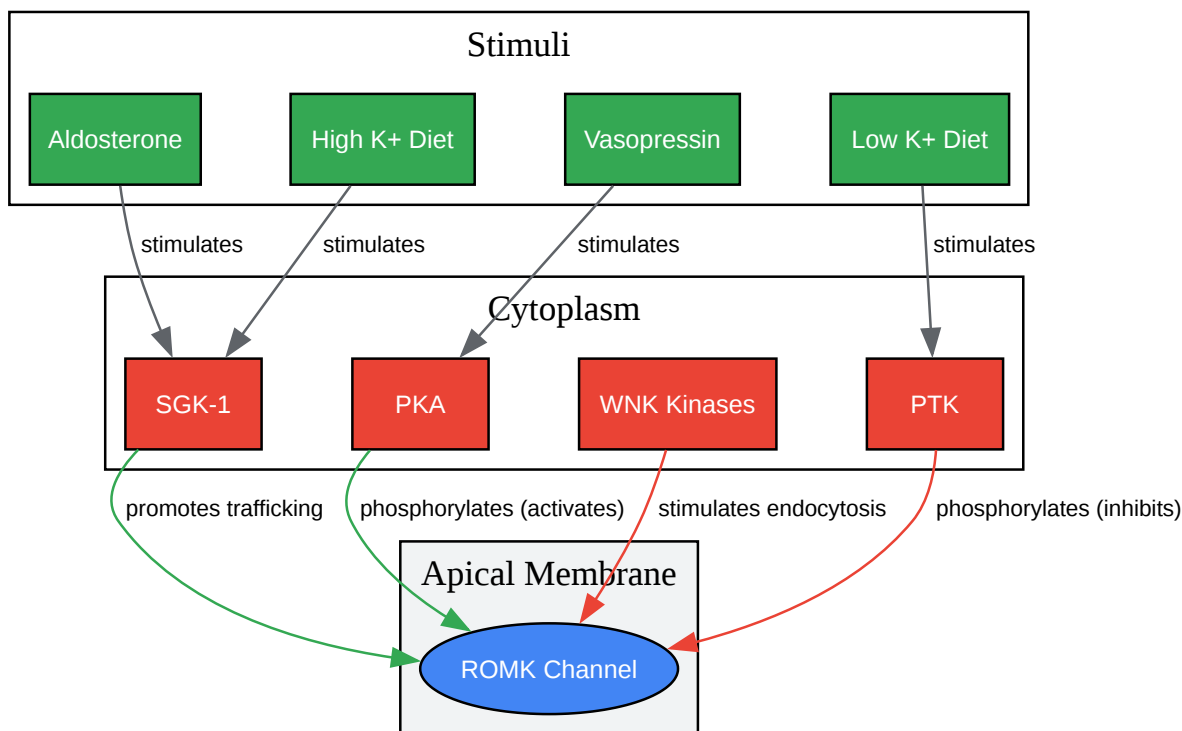 Stimuli
Aldosterone
High K+ Diet
Vasopressin
Low K+ Diet
stimulates
stimulates
stimulates
stimulates
Cytoplasm
SGK-1
PKA
WNK Kinases
PTK
promotes trafficking
phosphorylates (activates)
stimulates endocytosis
phosphorylates (inhibits)
Apical Membrane
ROMK Channel